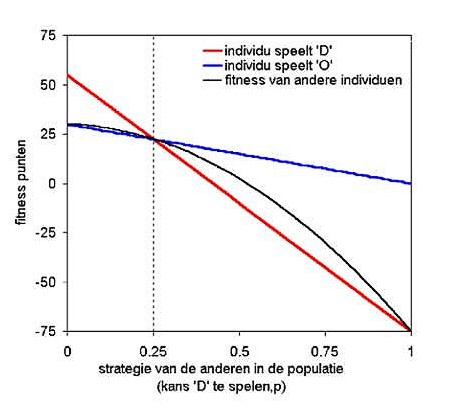 75
50
25
0
-25
-50
-75
fitness punten
individu speelt 'D'
individu speelt 'O'
fitness van andere individuen
0 0.25 0.5 0.75 1
strategie van de anderen in de populatie
(kans 'D' te spelen,p)